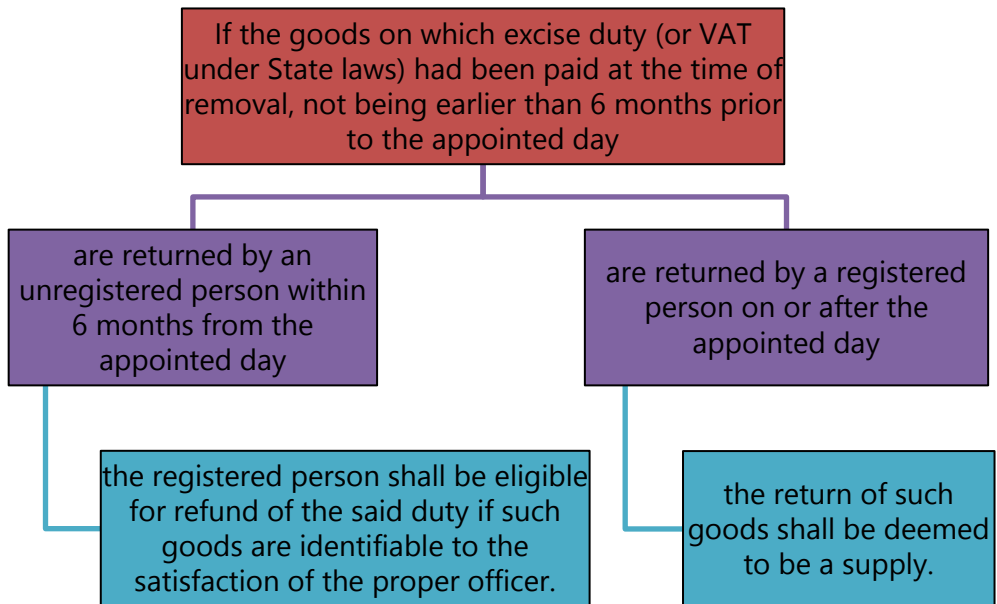 If the goods on which excise duty (or VAT
under State laws) had been paid at the time of
removal, not being earlier than 6 months prior
to the appointed day
are returned by an
unregistered person within
6 months from the
appointed day
are returned by a registered
person on or after the
appointed day
the registered person shall be eligible
for refund of the said duty if such
goods are identifiable to the
satisfaction of the proper officer.
the return of such
goods shall be deemed
to be a supply.